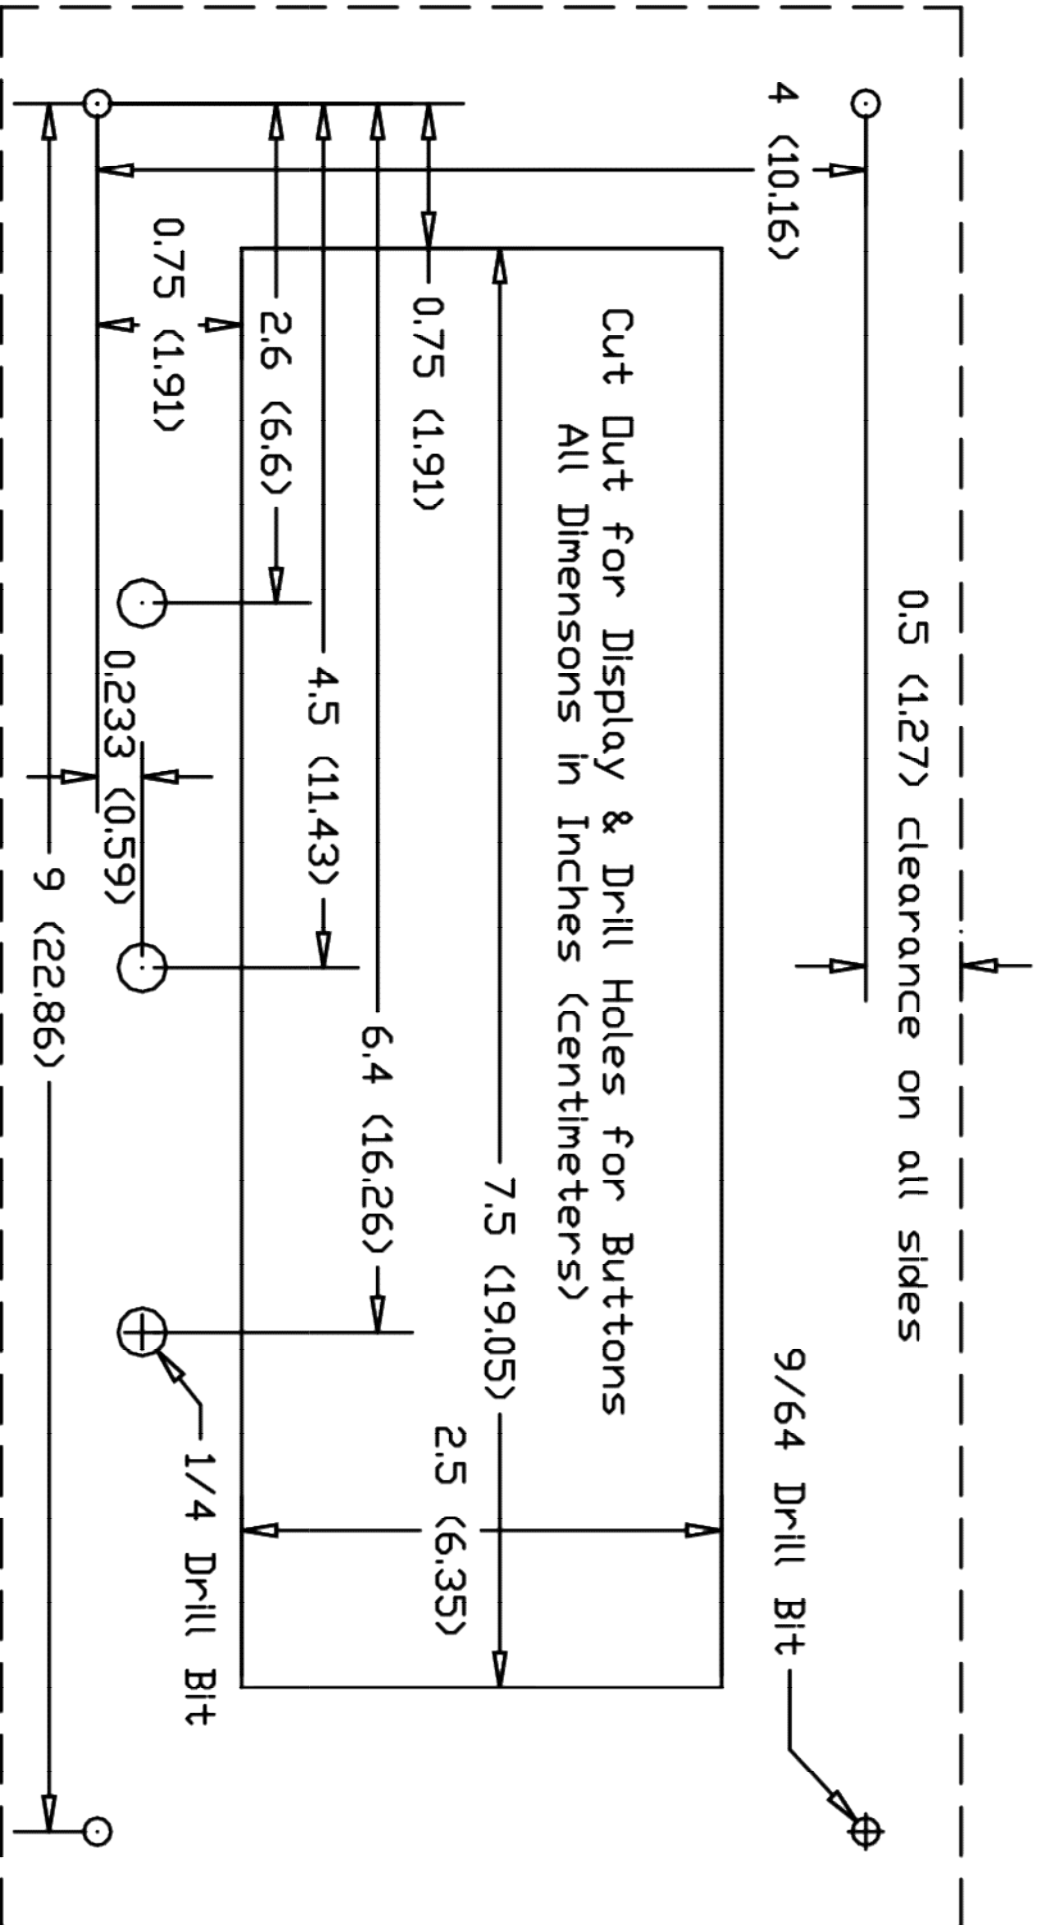 0.5 (1.27) clearance on all sides
4 (10.16)
9/64 Drill Bit
Cut Out for Display & Drill Holes for Buttons
All Dimensons in Inches (centimeters)
7.5 (19.05)
2.5 (6.35)
0.75 (1.91)
6.4 (16.26)
4.5 (11.43)
2.6 (6.6)
0.75 (1.91)
1/4 Drill Bit
0.233 (0.59)
9 (22.86)